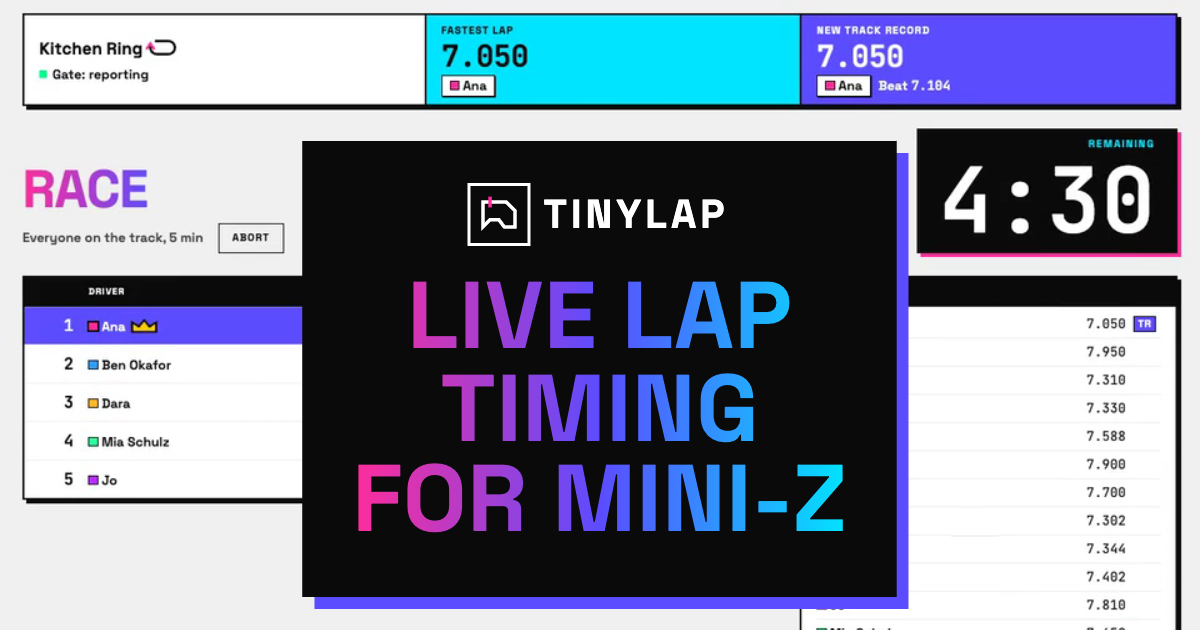 Kitchen Ring
Gate: reporting
FASTEST LAP
7.050
Ana
NEW TRACK RECORD
7.050
Ana Beat 7.104
RACE
Everyone on the track, 5 min
ABORT
REMAINING
4:30
TINYLAP
LIVE LAP
TIMING
FOR MINI-Z
DRIVER
1 Ana
2 Ben Okafor
3 Dara
4 Mia Schulz
5 Jo
7.050 TR
7.950
7.310
7.330
7.588
7.900
7.700
7.302
7.344
7.402
7.810